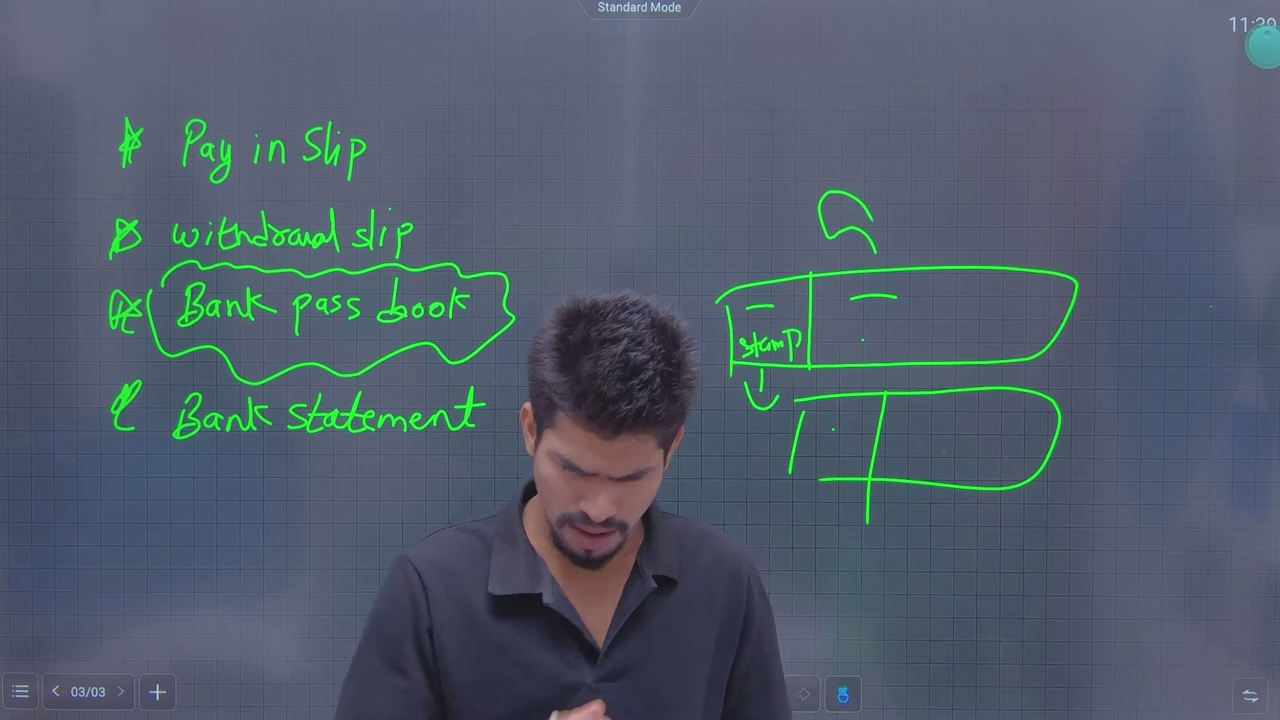 Standard Mode
Pay in Slip
withdrawal slip
Bank pass book
Bank statement
stamp
03/03